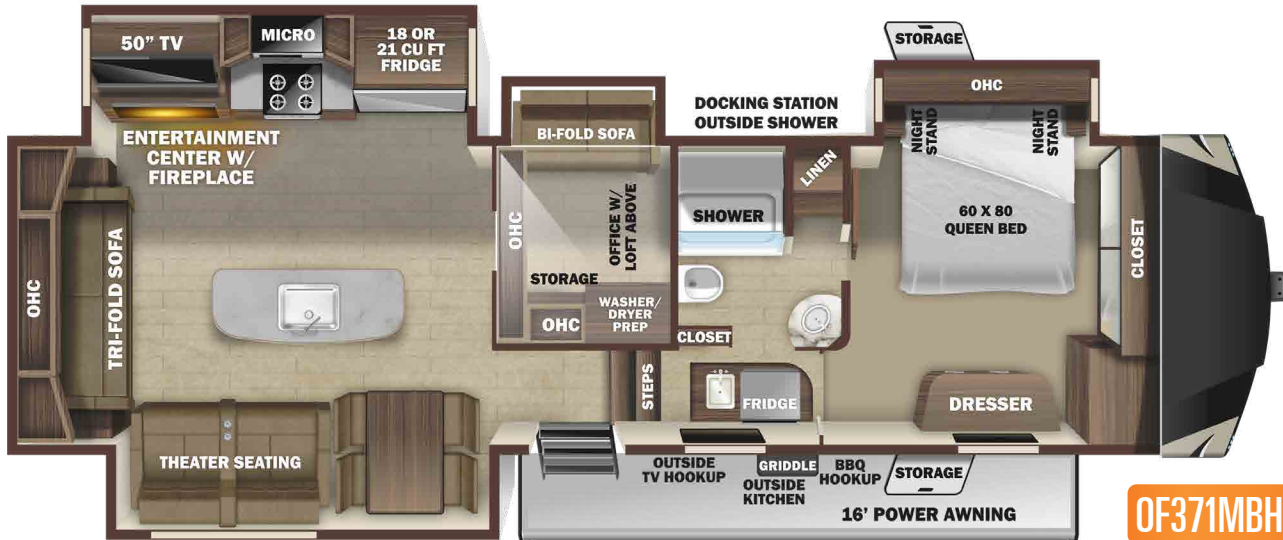 50" TV
MICRO
18 OR
21 CU FT
FRIDGE
STORAGE
ENTERTAINMENT
CENTER W/
FIREPLACE
BI-FOLD SOFA
DOCKING STATION
OUTSIDE SHOWER
OHC
NIGHT
STAND
NIGHT
STAND
LINEN
SHOWER
60 X 80
QUEEN BED
CLOSET
OHC
TRI-FOLD SOFA
OHC
OFFICE W/
LOFT ABOVE
STORAGE
OHC
WASHER/
DRYER
PREP
CLOSET
STEPS
FRIDGE
DRESSER
THEATER SEATING
OUTSIDE
TV HOOKUP
GRIDDLE
OUTSIDE
KITCHEN
BBQ
HOOKUP
STORAGE
16' POWER AWNING
OF371MBH